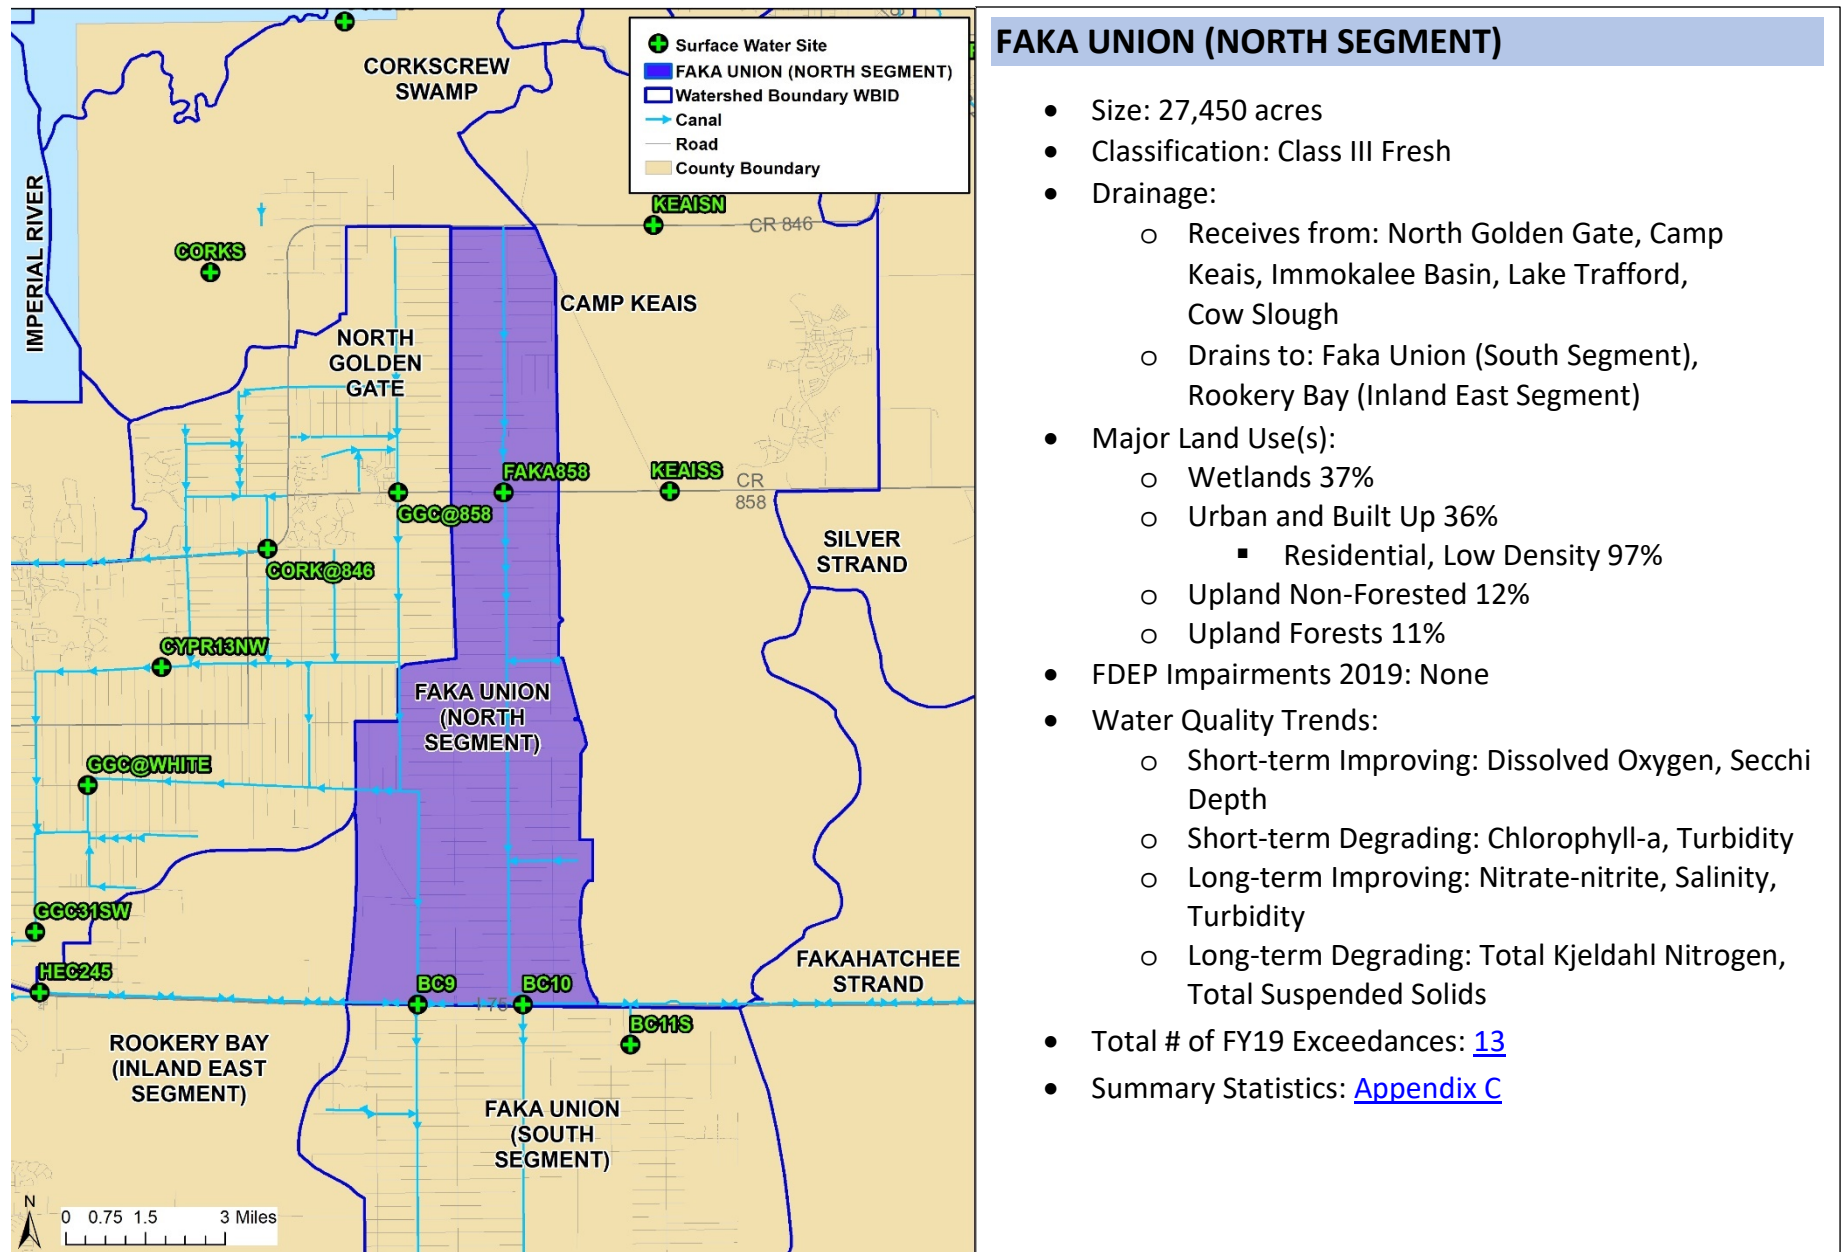 Surface Water Site
FAKA UNION (NORTH SEGMENT)
Watershed Boundary WBID
Canal
Road
County Boundary
CORKSCREW
SWAMP
IMPERIAL RIVER
KEAISN
CR 846
CORKS
CAMP KEAIS
NORTH
GOLDEN
GATE
FAKA858
KEAISS
CR
858
GGC@858
SILVER
STRAND
CORK@846
CYPR13NW
FAKA UNION
(NORTH
SEGMENT)
GGC@WHITE
GGC31SW
HEC245
BC9
I-75
BC10
FAKAHATCHEE
STRAND
BC11S
ROOKERY BAY
(INLAND EAST
SEGMENT)
FAKA UNION
(SOUTH
SEGMENT)
N
0 0.75 1.5 3 Miles
FAKA UNION (NORTH SEGMENT)
• Size: 27,450 acres
• Classification: Class III Fresh
• Drainage:
o Receives from: North Golden Gate, Camp
Keais, Immokalee Basin, Lake Trafford,
Cow Slough
o Drains to: Faka Union (South Segment),
Rookery Bay (Inland East Segment)
• Major Land Use(s):
o Wetlands 37%
o Urban and Built Up 36%
▪ Residential, Low Density 97%
o Upland Non-Forested 12%
o Upland Forests 11%
• FDEP Impairments 2019: None
• Water Quality Trends:
o Short-term Improving: Dissolved Oxygen, Secchi
Depth
o Short-term Degrading: Chlorophyll-a, Turbidity
o Long-term Improving: Nitrate-nitrite, Salinity,
Turbidity
o Long-term Degrading: Total Kjeldahl Nitrogen,
Total Suspended Solids
• Total # of FY19 Exceedances: 13
• Summary Statistics: Appendix C